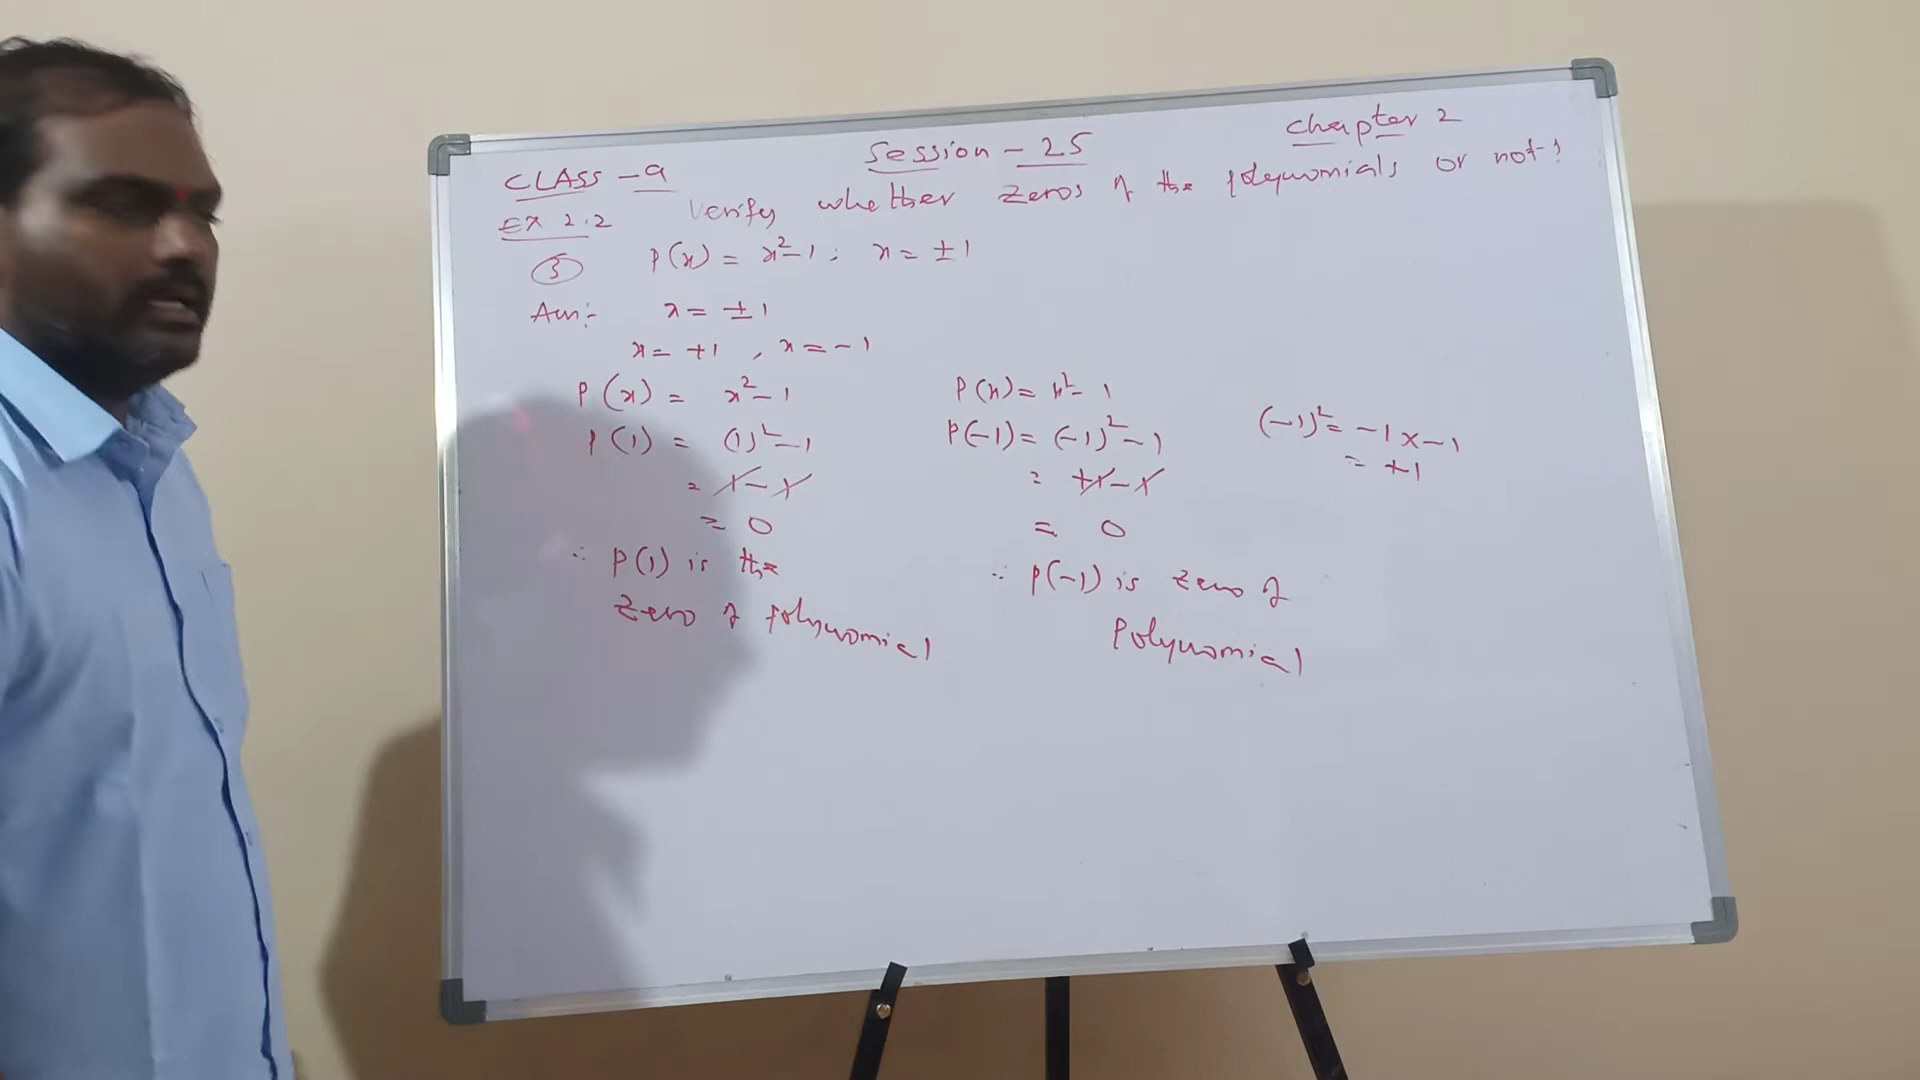 CLASS - 9 Session - 25 Chapter 2
EX 2.2 Verify whether zeros of the polynomials or not?
③ P(x) = x²-1; x = ±1
Ans:- x = ±1
x = +1 , x = -1
P(x) = x²-1
P(1) = (1)²-1
= 1-1
= 0
∴ P(1) is the
Zero of polynomial
P(x) = x²-1
P(-1) = (-1)²-1
= +1-1
= 0
∴ P(-1) is zero of
Polynomial
(-1)² = -1x-1
= +1